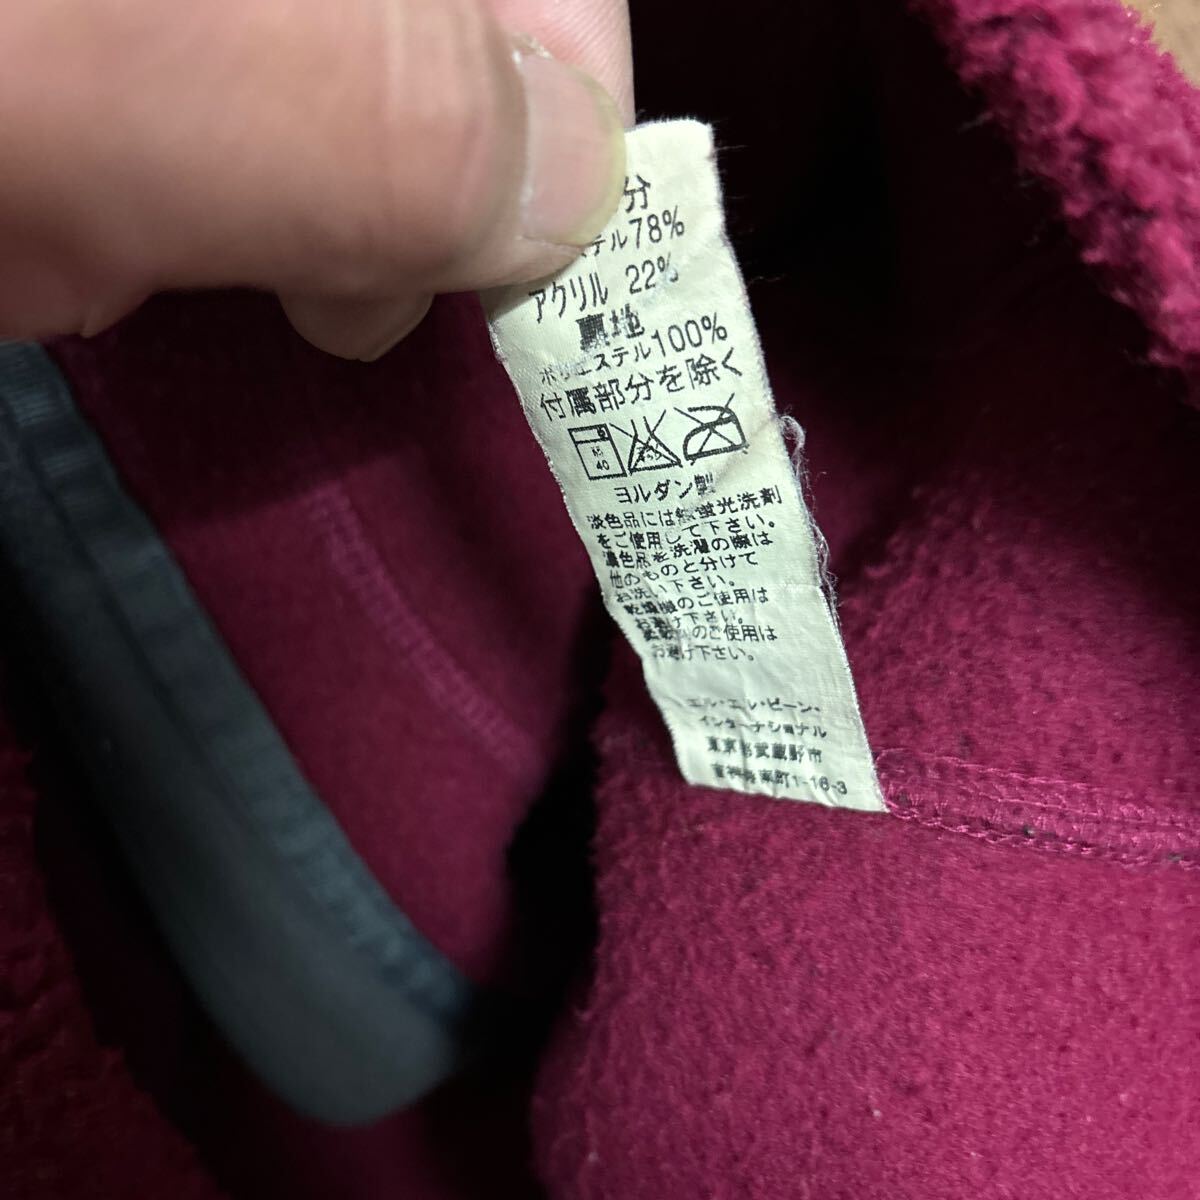 分
ステル78%
アクリル 22%
裏地
ポリエステル100%
付属部分を除く
40
ヨルダン製
淡色品には無蛍光洗剤
をご使用して下さい。
濃色品を洗濯の際は
他のものと分けて
お洗い下さい。
乾燥機のご使用は
お避け下さい。
柔軟剤のご使用は
お避け下さい。
エル・エル・ビーン・
インターナショナル
東京都武蔵野市
吉祥寺南町1-16-3